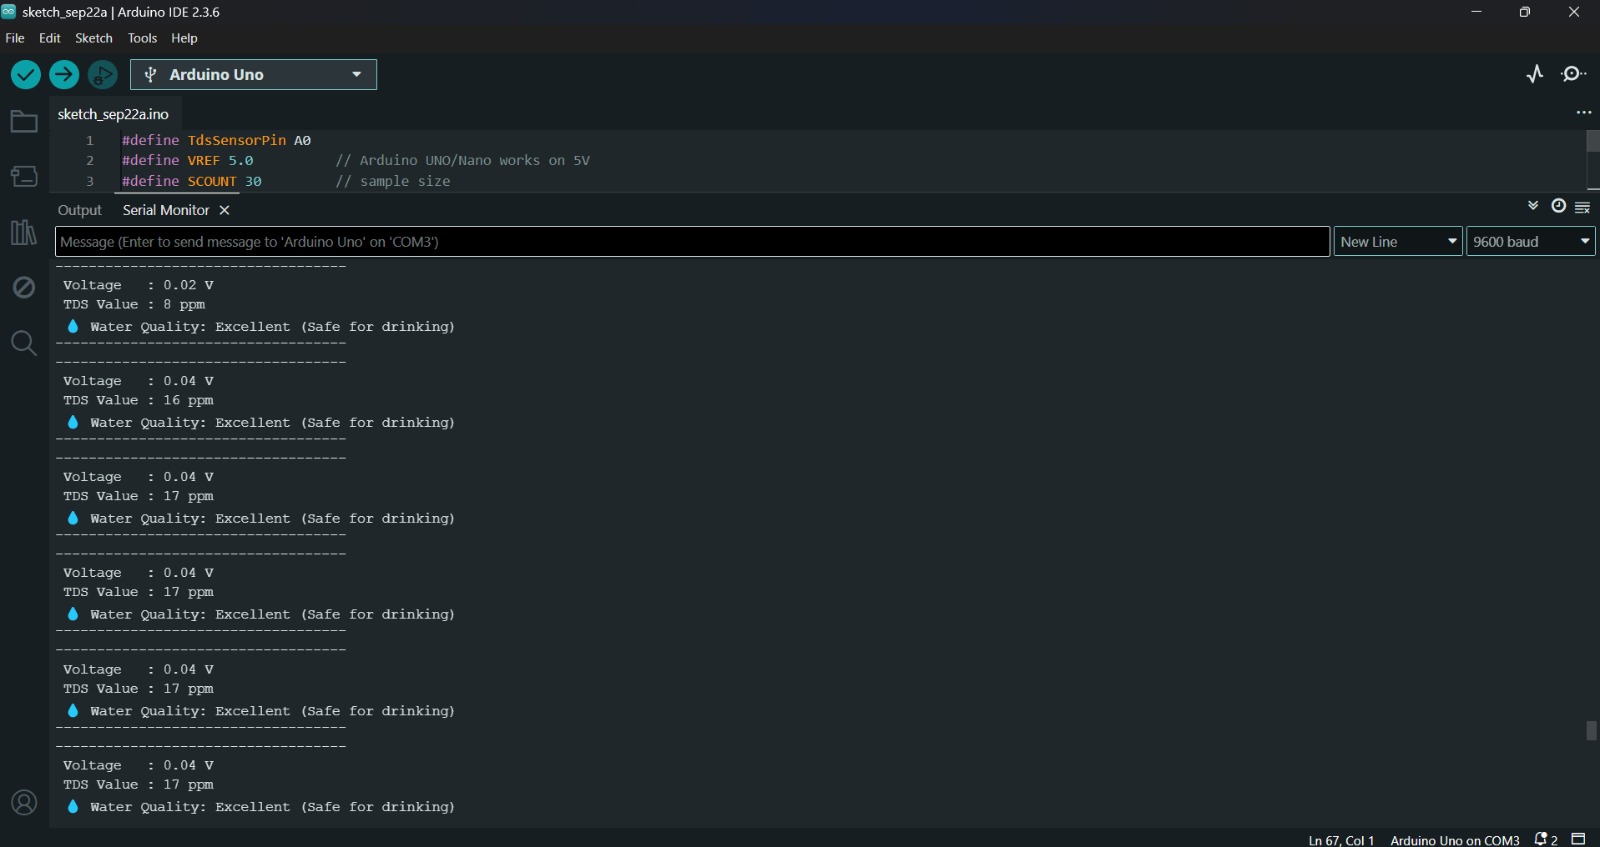 sketch_sep22a | Arduino IDE 2.3.6
File Edit Sketch Tools Help
Arduino Uno
sketch_sep22a.ino
1 #define TdsSensorPin A0
2 #define VREF 5.0 // Arduino UNO/Nano works on 5V
3 #define SCOUNT 30 // sample size
Output Serial Monitor
Message (Enter to send message to 'Arduino Uno' on 'COM3') New Line 9600 baud
-----------------------------------
Voltage : 0.02 V
TDS Value : 8 ppm
💧 Water Quality: Excellent (Safe for drinking)
-----------------------------------
-----------------------------------
Voltage : 0.04 V
TDS Value : 16 ppm
💧 Water Quality: Excellent (Safe for drinking)
-----------------------------------
-----------------------------------
Voltage : 0.04 V
TDS Value : 17 ppm
💧 Water Quality: Excellent (Safe for drinking)
-----------------------------------
-----------------------------------
Voltage : 0.04 V
TDS Value : 17 ppm
💧 Water Quality: Excellent (Safe for drinking)
-----------------------------------
-----------------------------------
Voltage : 0.04 V
TDS Value : 17 ppm
💧 Water Quality: Excellent (Safe for drinking)
-----------------------------------
-----------------------------------
Voltage : 0.04 V
TDS Value : 17 ppm
💧 Water Quality: Excellent (Safe for drinking)
Ln 67, Col 1 Arduino Uno on COM3 2